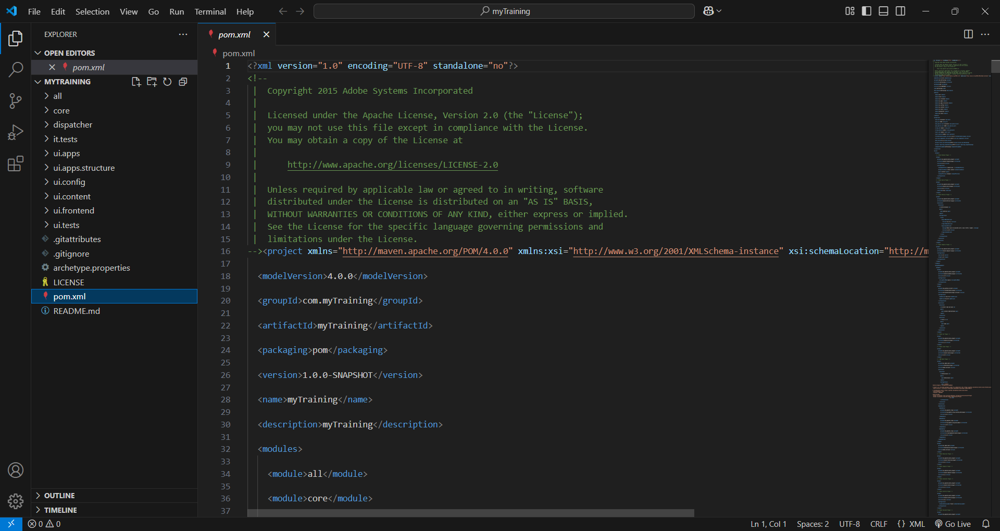 File Edit Selection View Go Run Terminal Help
myTraining
EXPLORER
OPEN EDITORS
pom.xml
MYTRAINING
all
core
dispatcher
it.tests
ui.apps
ui.apps.structure
ui.config
ui.content
ui.frontend
ui.tests
.gitattributes
.gitignore
archetype.properties
LICENSE
pom.xml
README.md
OUTLINE
TIMELINE
pom.xml
pom.xml
1 <?xml version="1.0" encoding="UTF-8" standalone="no"?>
2 <!--
3 Copyright 2015 Adobe Systems Incorporated
4
5 Licensed under the Apache License, Version 2.0 (the "License");
6 you may not use this file except in compliance with the License.
7 You may obtain a copy of the License at
8
9 http://www.apache.org/licenses/LICENSE-2.0
10
11 Unless required by applicable law or agreed to in writing, software
12 distributed under the License is distributed on an "AS IS" BASIS,
13 WITHOUT WARRANTIES OR CONDITIONS OF ANY KIND, either express or implied.
14 See the License for the specific language governing permissions and
15 limitations under the License.
16 --><project xmlns="http://maven.apache.org/POM/4.0.0" xmlns:xsi="http://www.w3.org/2001/XMLSchema-instance" xsi:schemaLocation="http://m
17
18 <modelVersion>4.0.0</modelVersion>
19
20 <groupId>com.myTraining</groupId>
21
22 <artifactId>myTraining</artifactId>
23
24 <packaging>pom</packaging>
25
26 <version>1.0.0-SNAPSHOT</version>
27
28 <name>myTraining</name>
29
30 <description>myTraining</description>
31
32 <modules>
33
34 <module>all</module>
35
36 <module>core</module>
37
0 0
Ln 1, Col 1 Spaces: 2 UTF-8 CRLF {} XML Go Live